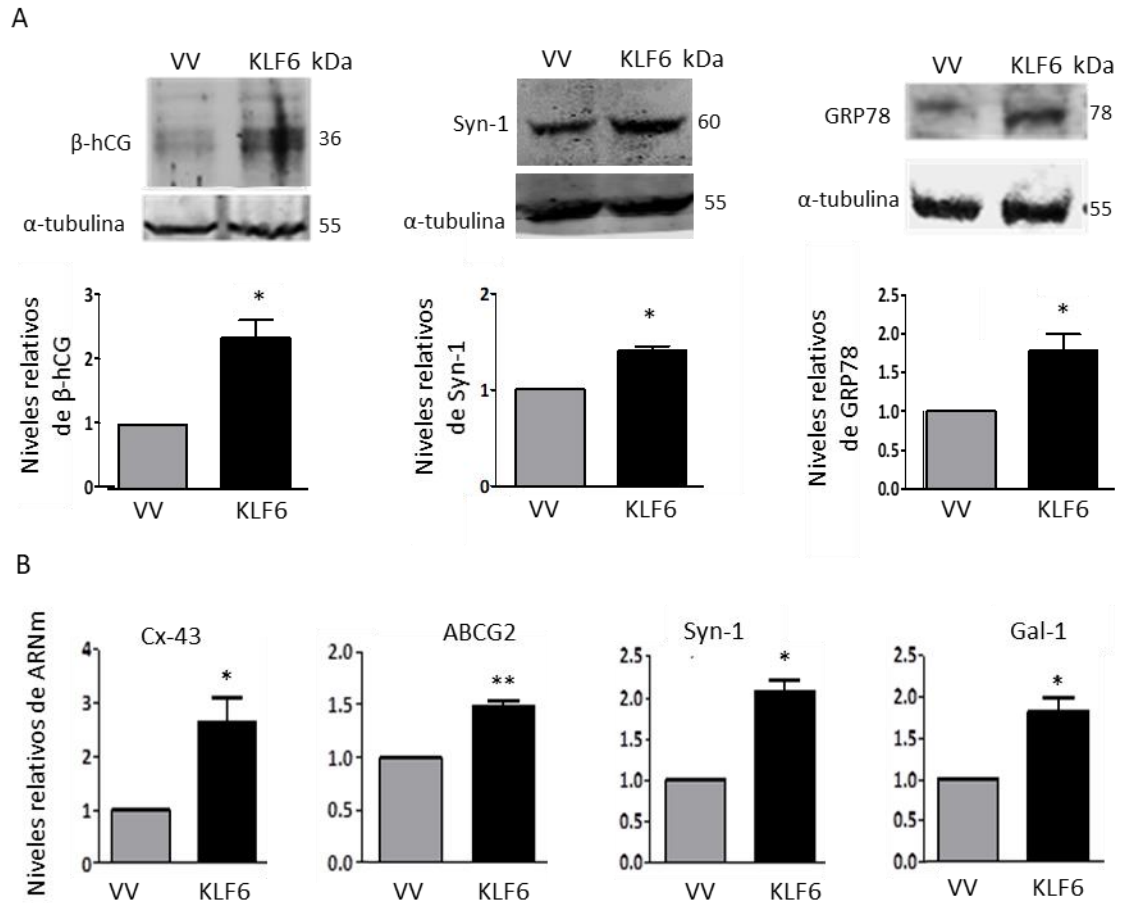 A
VV KLF6 kDa
β-hCG 36
α-tubulina 55
VV KLF6 kDa
Syn-1 60
α-tubulina 55
VV KLF6 kDa
GRP78 78
α-tubulina 55
Niveles relativos
de β-hCG
3
2
1
0
*
VV KLF6
Niveles relativos
de Syn-1
2
1
0
*
VV KLF6
Niveles relativos
de GRP78
2.5
2.0
1.5
1.0
0.5
0.0
*
VV KLF6
B
Niveles relativos de ARNm
Cx-43
4
3
2
1
0
*
VV KLF6
ABCG2
2.0
1.5
1.0
0.5
0.0
**
VV KLF6
Syn-1
2.5
2.0
1.5
1.0
0.5
0.0
*
VV KLF6
Gal-1
2.5
2.0
1.5
1.0
0.5
0.0
*
VV KLF6